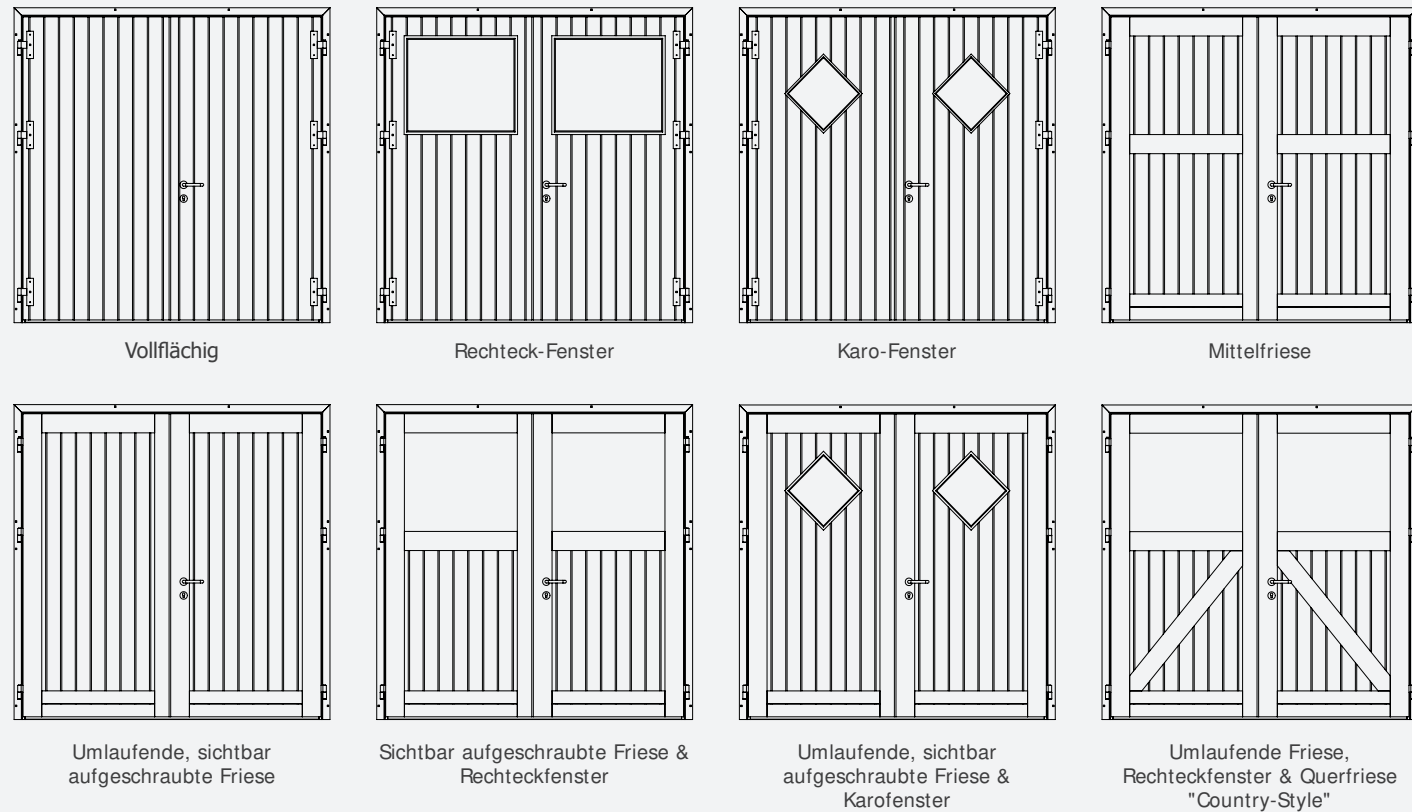 Vollflächig
Rechteck-Fenster
Karo-Fenster
Mittelfriese
Umlaufende, sichtbar
aufgeschraubte Friese
Sichtbar aufgeschraubte Friese &
Rechteckfenster
Umlaufende, sichtbar
aufgeschraubte Friese &
Karofenster
Umlaufende Friese,
Rechteckfenster & Querfriese
"Country-Style"